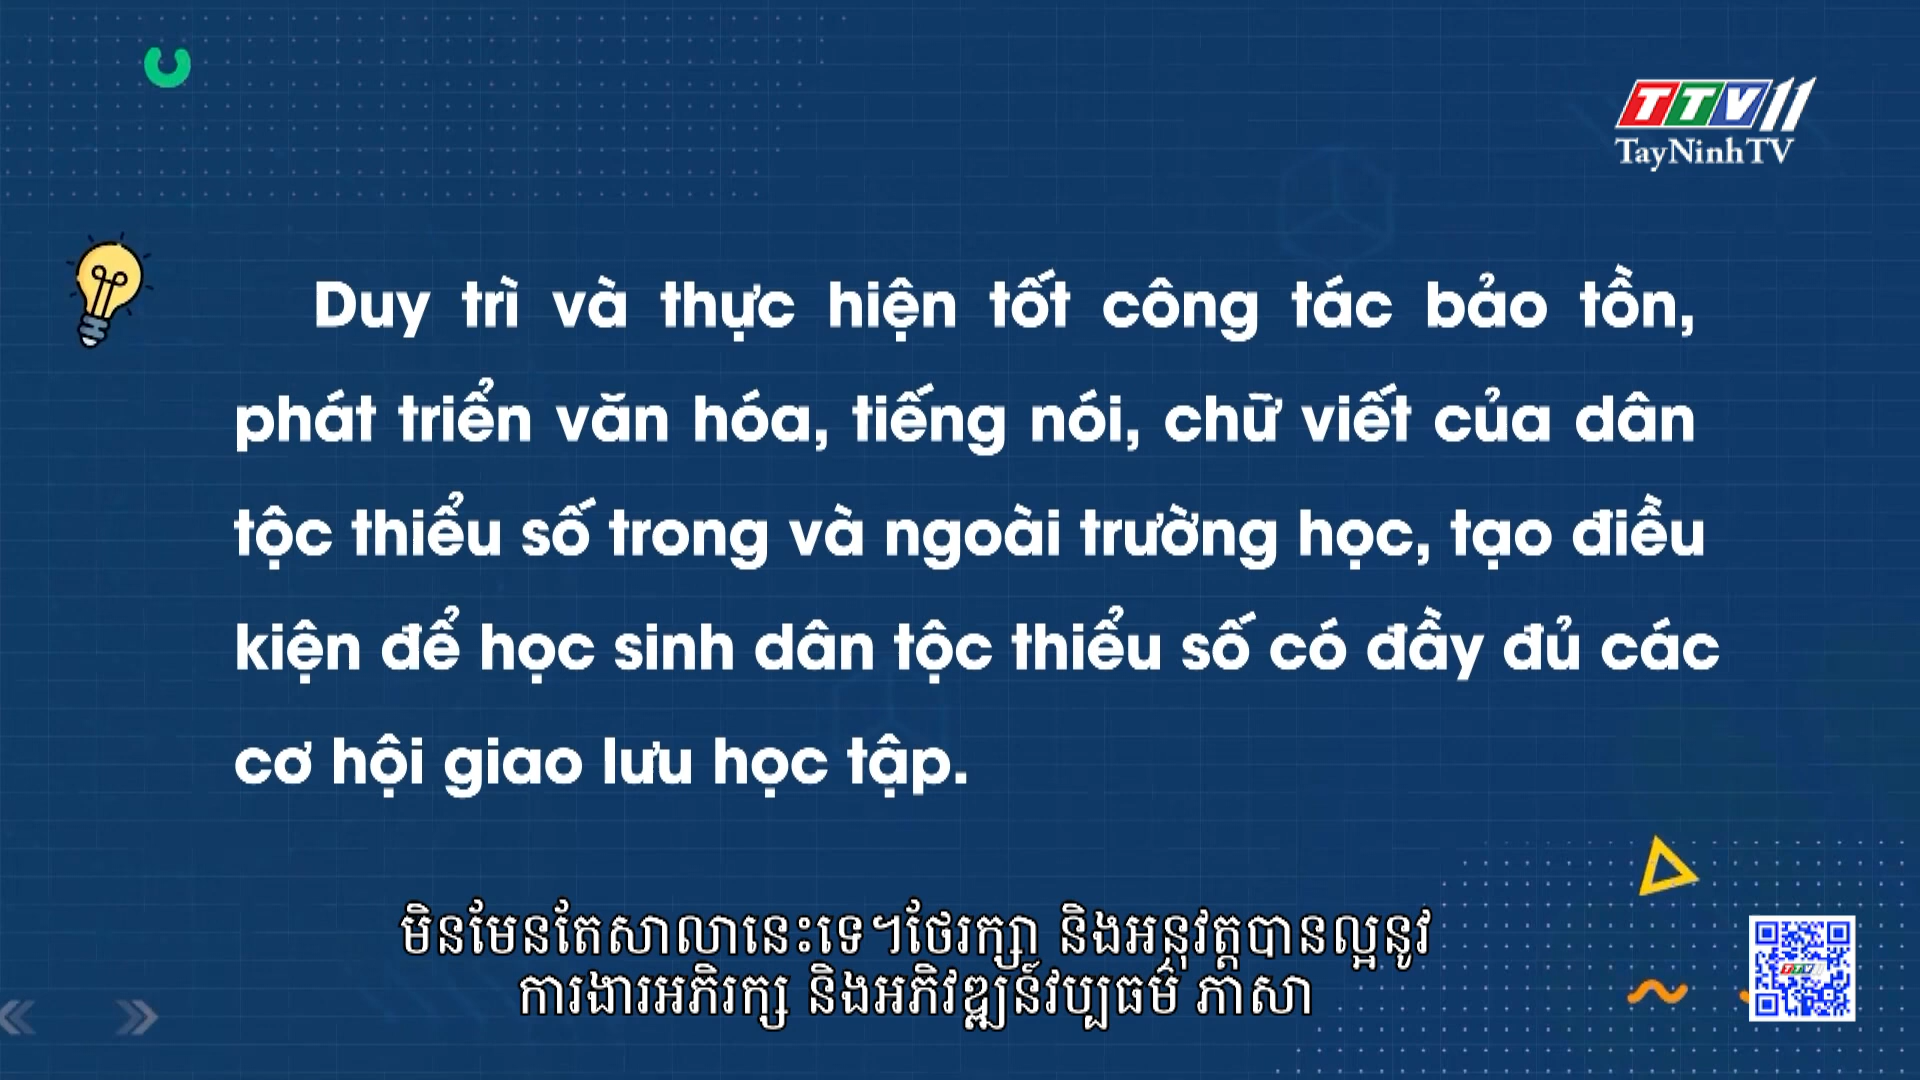 TTV11
TayNinhTV
Duy trì và thực hiện tốt công tác bảo tồn,
phát triển văn hóa, tiếng nói, chữ viết của dân
tộc thiểu số trong và ngoài trường học, tạo điều
kiện để học sinh dân tộc thiểu số có đầy đủ các
cơ hội giao lưu học tập.
មិនមែនតែសាលានេះទេ។ថែរក្សា និងអនុវត្តបានល្អនូវ
ការងារអភិរក្ស និងអភិវឌ្ឍន៍វប្បធម៌ ភាសា